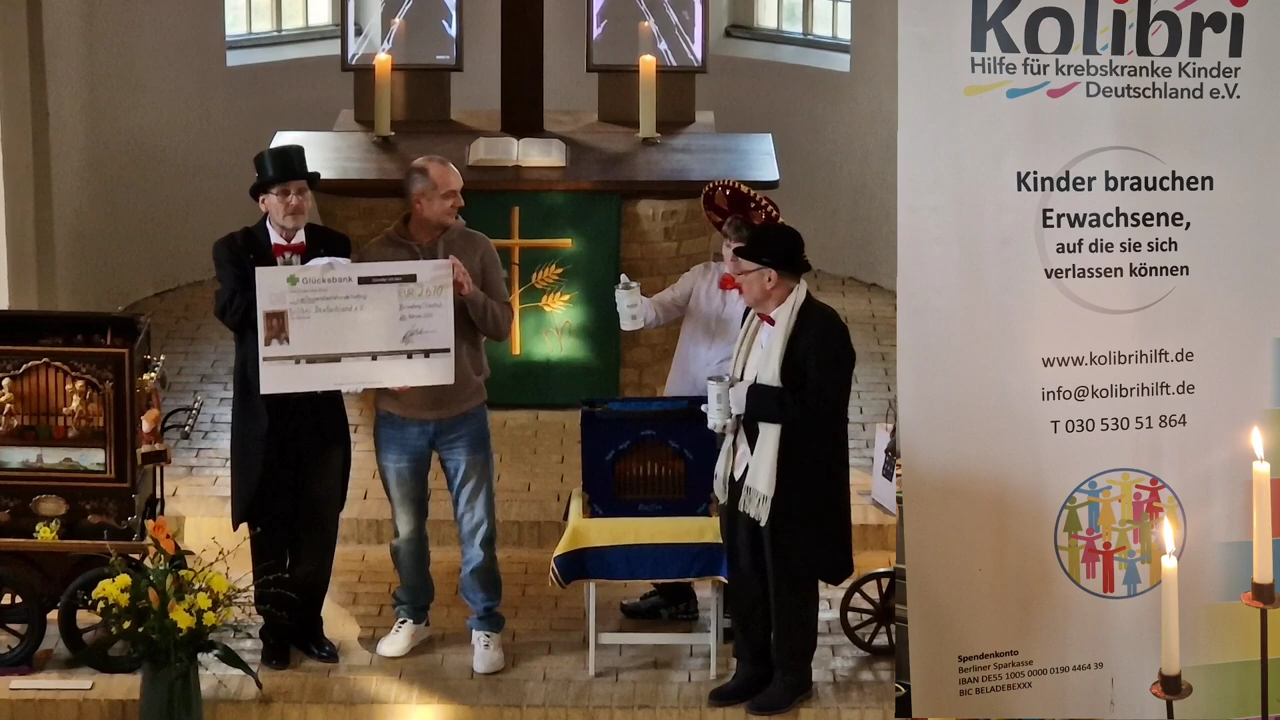 Glücksbank
EUR 2670
Deutschland e.V.
Kolibri
Hilfe für krebskranke Kinder
Deutschland e.V.
Kinder brauchen
Erwachsene,
auf die sie sich
verlassen können
www.kolibrihilft.de
info@kolibrihilft.de
T 030 530 51 864
Spendenkonto
Berliner Sparkasse
IBAN DE55 1005 0000 0190 4464 39
BIC BELADEBEXXX